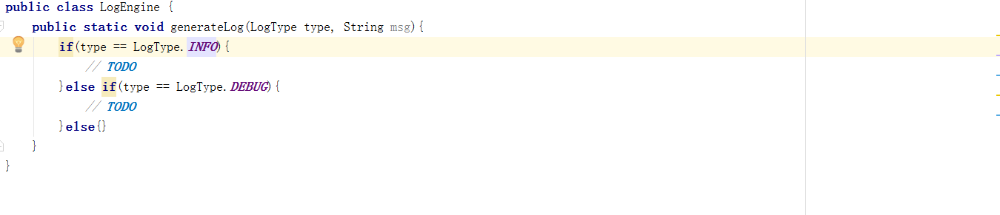 public class LogEngine {
public static void generateLog(LogType type, String msg){
if(type == LogType.INFO){
// TODO
}else if(type == LogType.DEBUG){
// TODO
}else{}
}
}